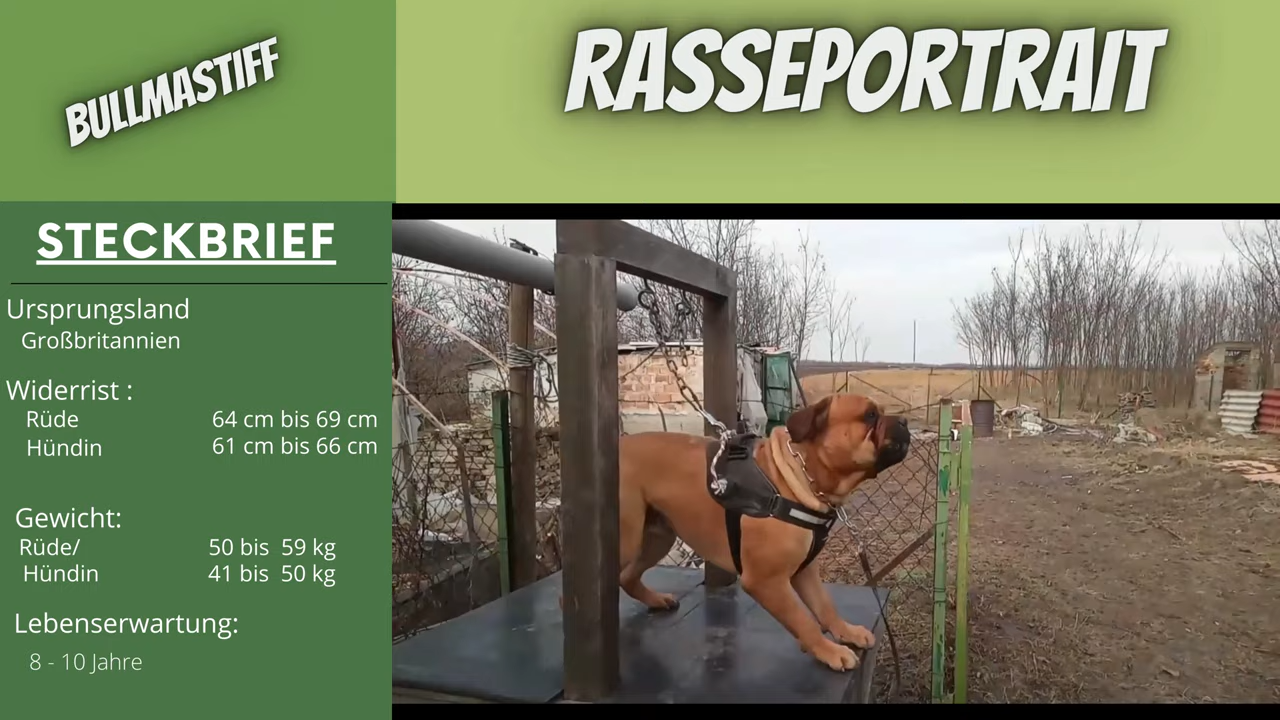 BULLMASTIFF
RASSEPORTRAIT
STECKBRIEF
Ursprungsland
Großbritannien
Widerrist :
Rüde 64 cm bis 69 cm
Hündin 61 cm bis 66 cm
Gewicht:
Rüde/ 50 bis 59 kg
Hündin 41 bis 50 kg
Lebenserwartung:
8 - 10 Jahre